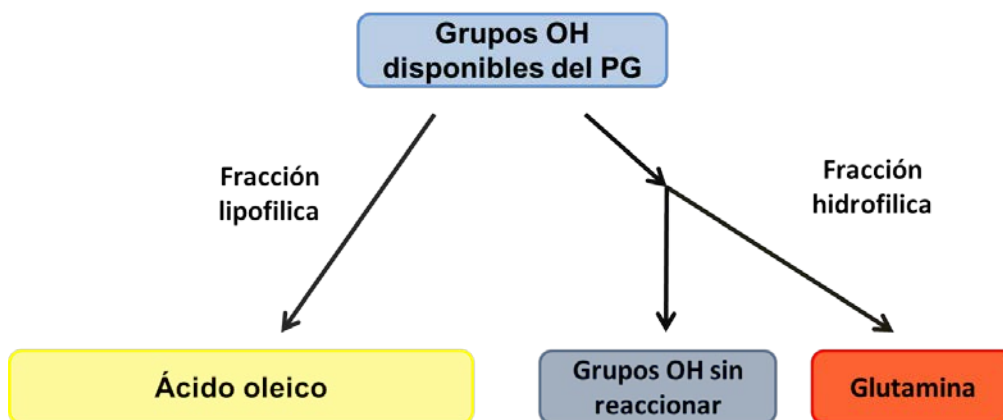 Grupos OH
disponibles del PG
Fracción
lipofilica
Fracción
hidrofilica
Ácido oleico
Grupos OH sin
reaccionar
Glutamina